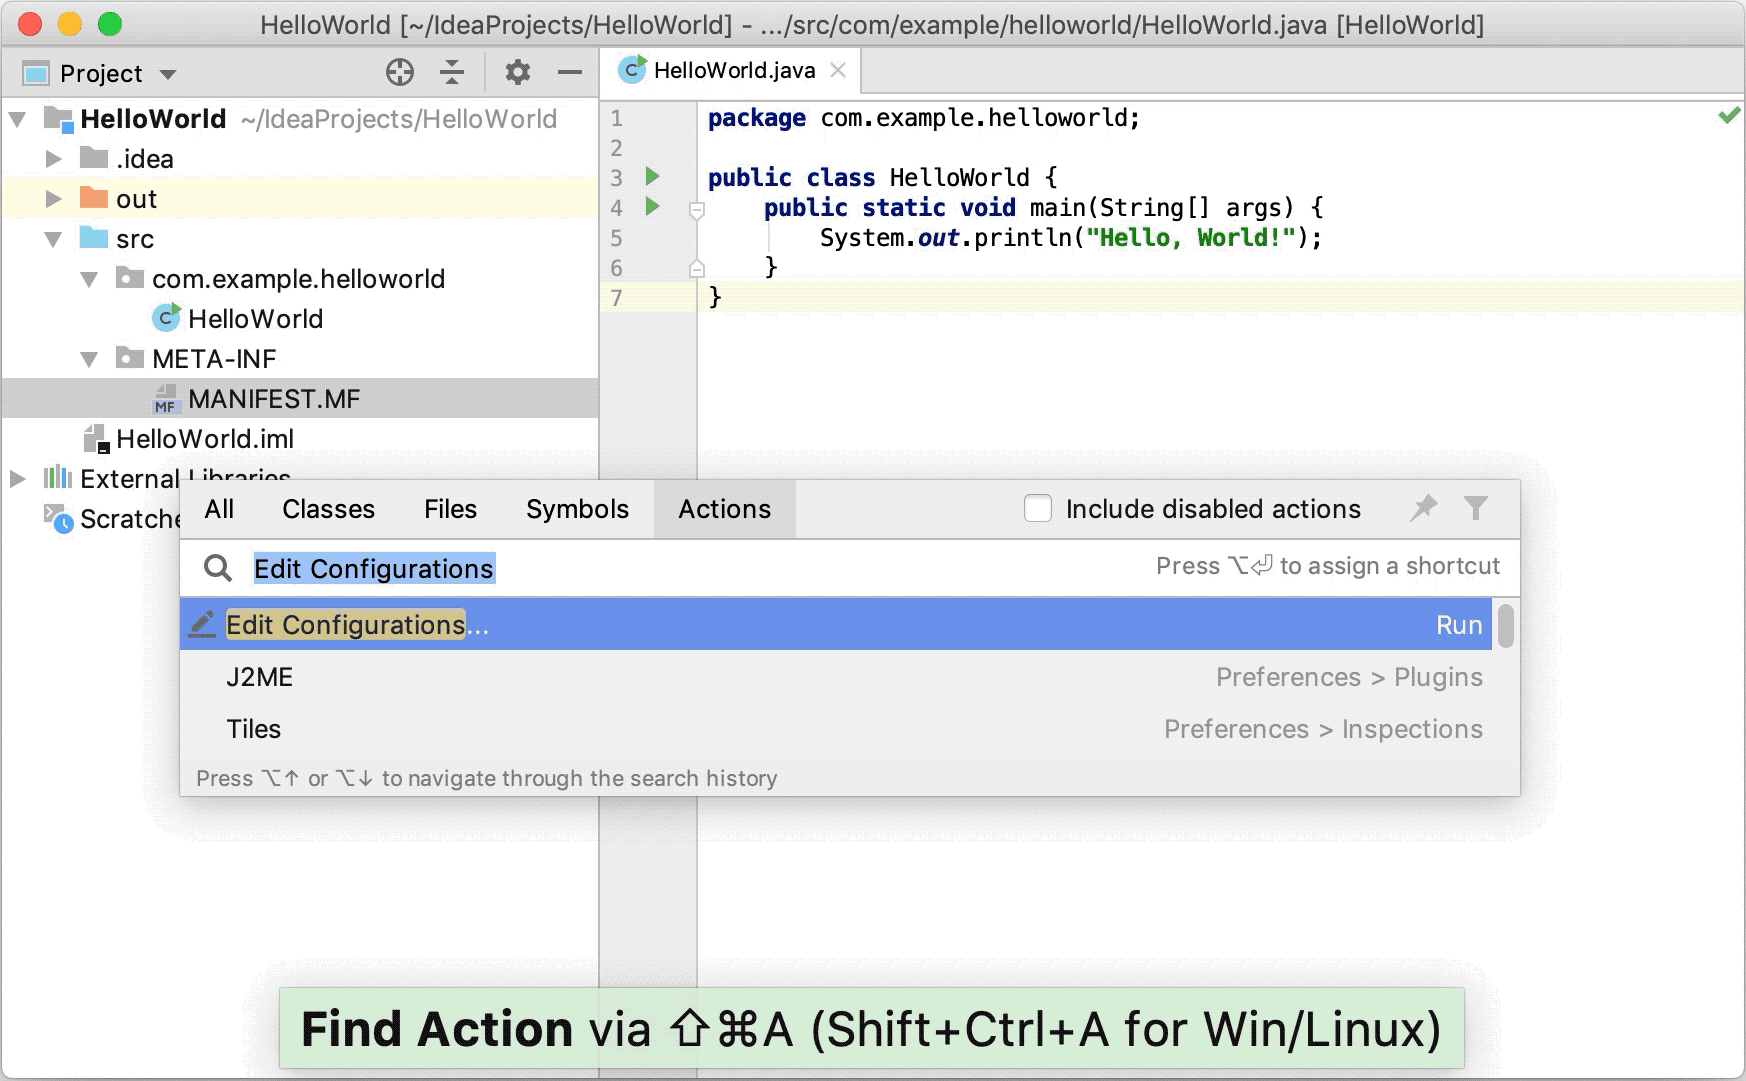 HelloWorld [~/IdeaProjects/HelloWorld] - .../src/com/example/helloworld/HelloWorld.java [HelloWorld]
Project
HelloWorld ~/IdeaProjects/HelloWorld
.idea
out
src
com.example.helloworld
C HelloWorld
META-INF
MF MANIFEST.MF
HelloWorld.iml
External Libraries
Scratche
C HelloWorld.java
1 package com.example.helloworld;
2
3 public class HelloWorld {
4 public static void main(String[] args) {
5 System.out.println("Hello, World!");
6 }
7 }
All Classes Files Symbols Actions Include disabled actions
Edit Configurations Press ⌥⏎ to assign a shortcut
Edit Configurations... Run
J2ME Preferences > Plugins
Tiles Preferences > Inspections
Press ⌥↑ or ⌥↓ to navigate through the search history
Find Action via ⇧⌘A (Shift+Ctrl+A for Win/Linux)